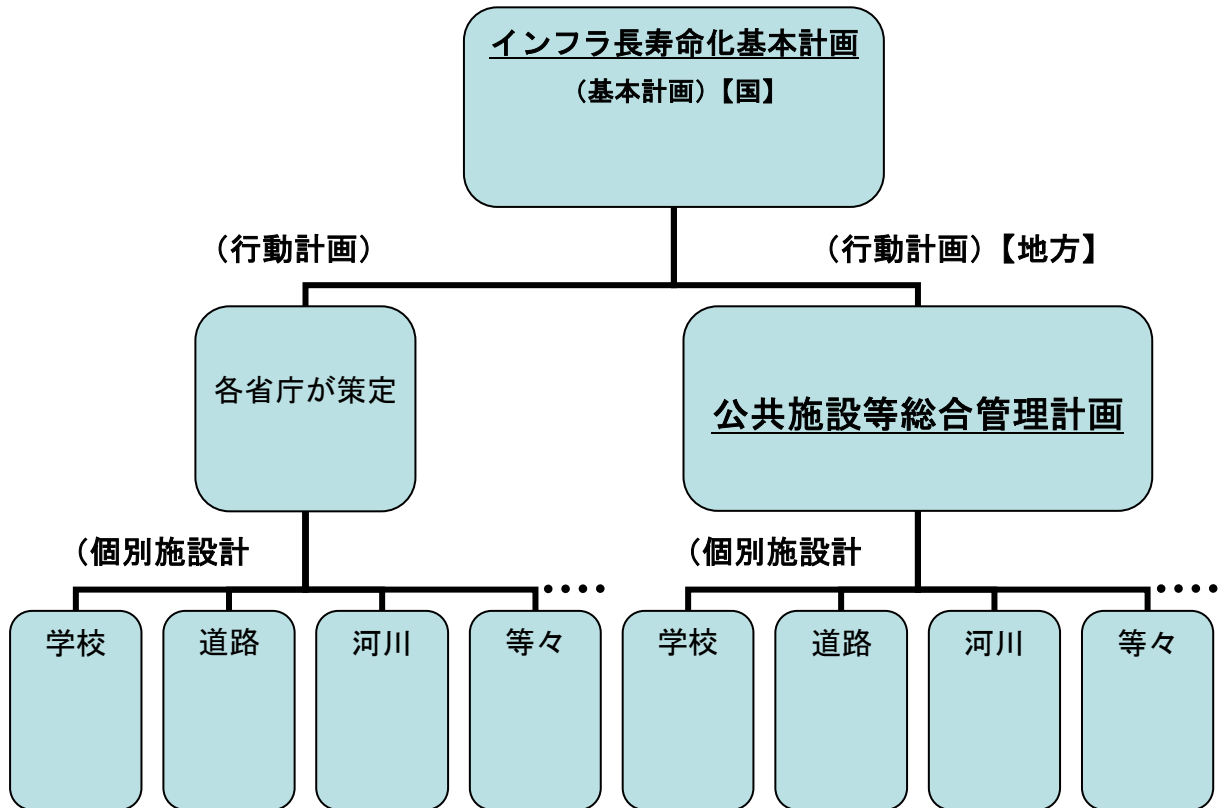 インフラ長寿命化基本計画
（基本計画）【国】
（行動計画）
（行動計画）【地方】
各省庁が策定
公共施設等総合管理計画
（個別施設計
（個別施設計
学校
道路
河川
等々
学校
道路
河川
等々